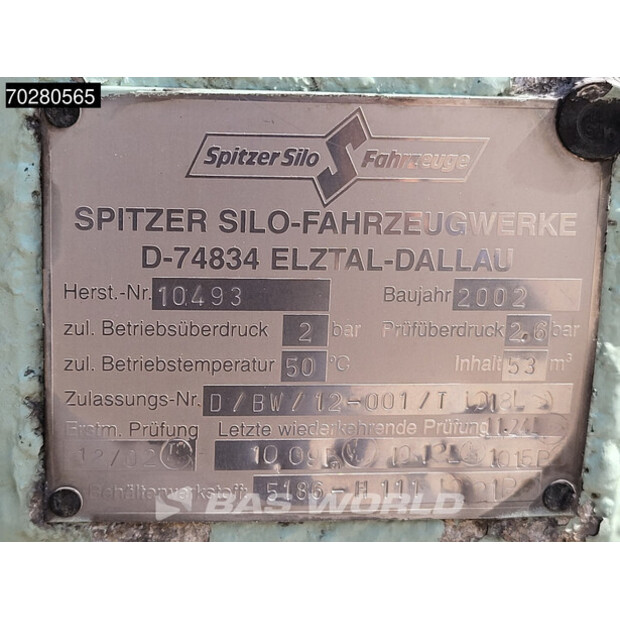 70280565
Spitzer Silo Fahrzeuge
SPITZER SILO-FAHRZEUGWERKE
D-74834 ELZTAL-DALLAU
Herst.-Nr. 10493 Baujahr 2002
zul. Betriebsüberdruck 2 bar Prüfüberdruck 2,6 bar
zul. Betriebstemperatur 50 °C Inhalt 53 m³
Zulassungs-Nr. D/BW/12-001/T
Erstm. Prüfung Letzte wiederkehrende Prüfung
12/02
Behälterwerkstoff: 5186-H111
BAS WORLD